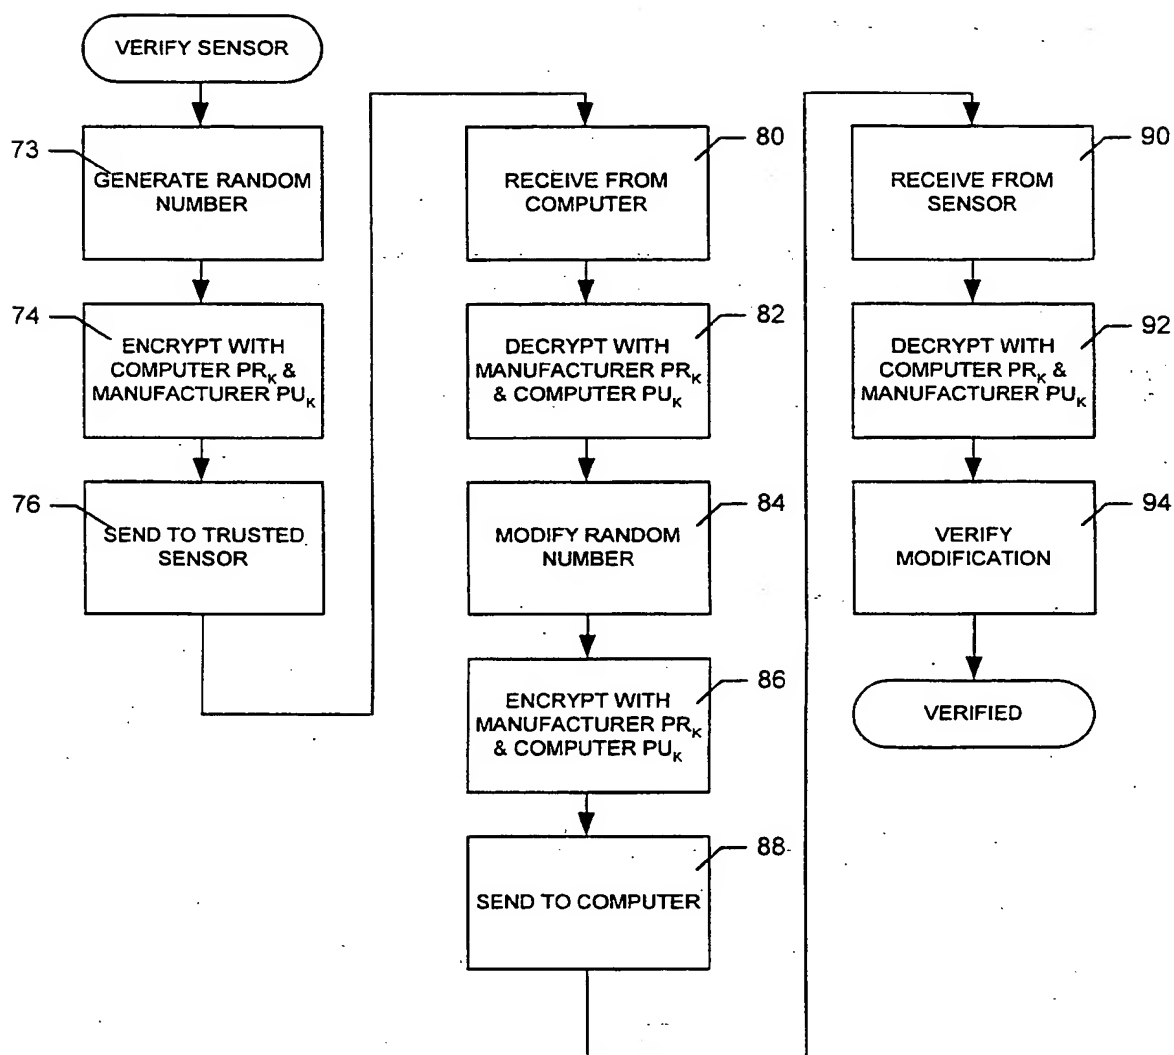 VERIFY SENSOR
73
GENERATE RANDOM
NUMBER
74
ENCRYPT WITH
COMPUTER PRK &
MANUFACTURER PUK
76
SEND TO TRUSTED
SENSOR
80
RECEIVE FROM
COMPUTER
82
DECRYPT WITH
MANUFACTURER PRK
& COMPUTER PUK
84
MODIFY RANDOM
NUMBER
86
ENCRYPT WITH
MANUFACTURER PRK
& COMPUTER PUK
88
SEND TO COMPUTER
90
RECEIVE FROM
SENSOR
92
DECRYPT WITH
COMPUTER PRK &
MANUFACTURER PUK
94
VERIFY
MODIFICATION
VERIFIED